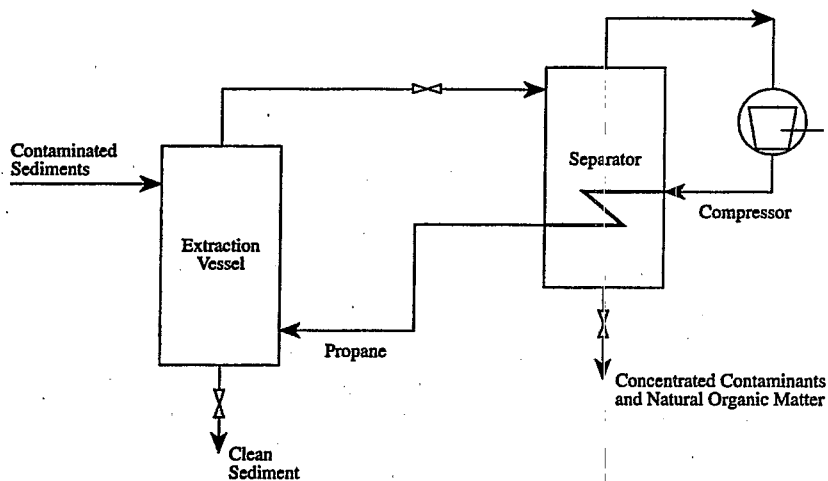 Contaminated
Sediments
Extraction
Vessel
Separator
Compressor
Propane
Concentrated Contaminants
and Natural Organic Matter
Clean
Sediment